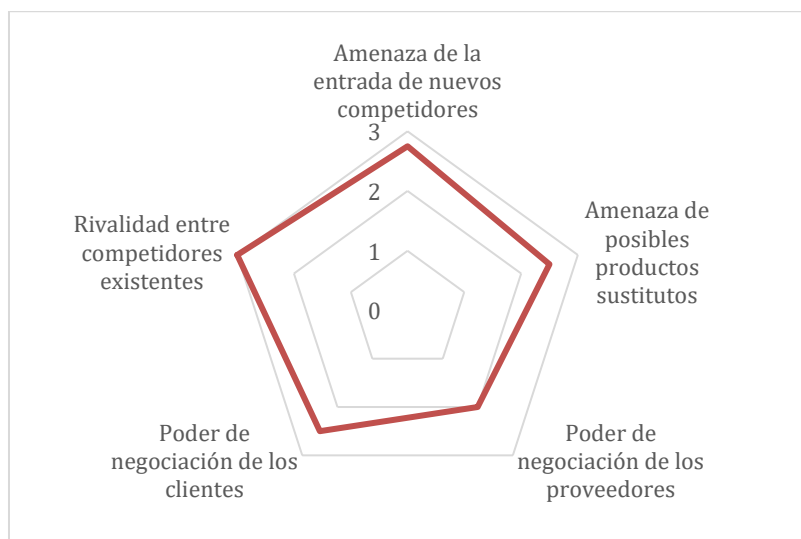 Amenaza de la
entrada de nuevos
competidores
3
2
1
0
Amenaza de
posibles
productos
sustitutos
Poder de
negociación de los
proveedores
Poder de
negociación de los
clientes
Rivalidad entre
competidores
existentes